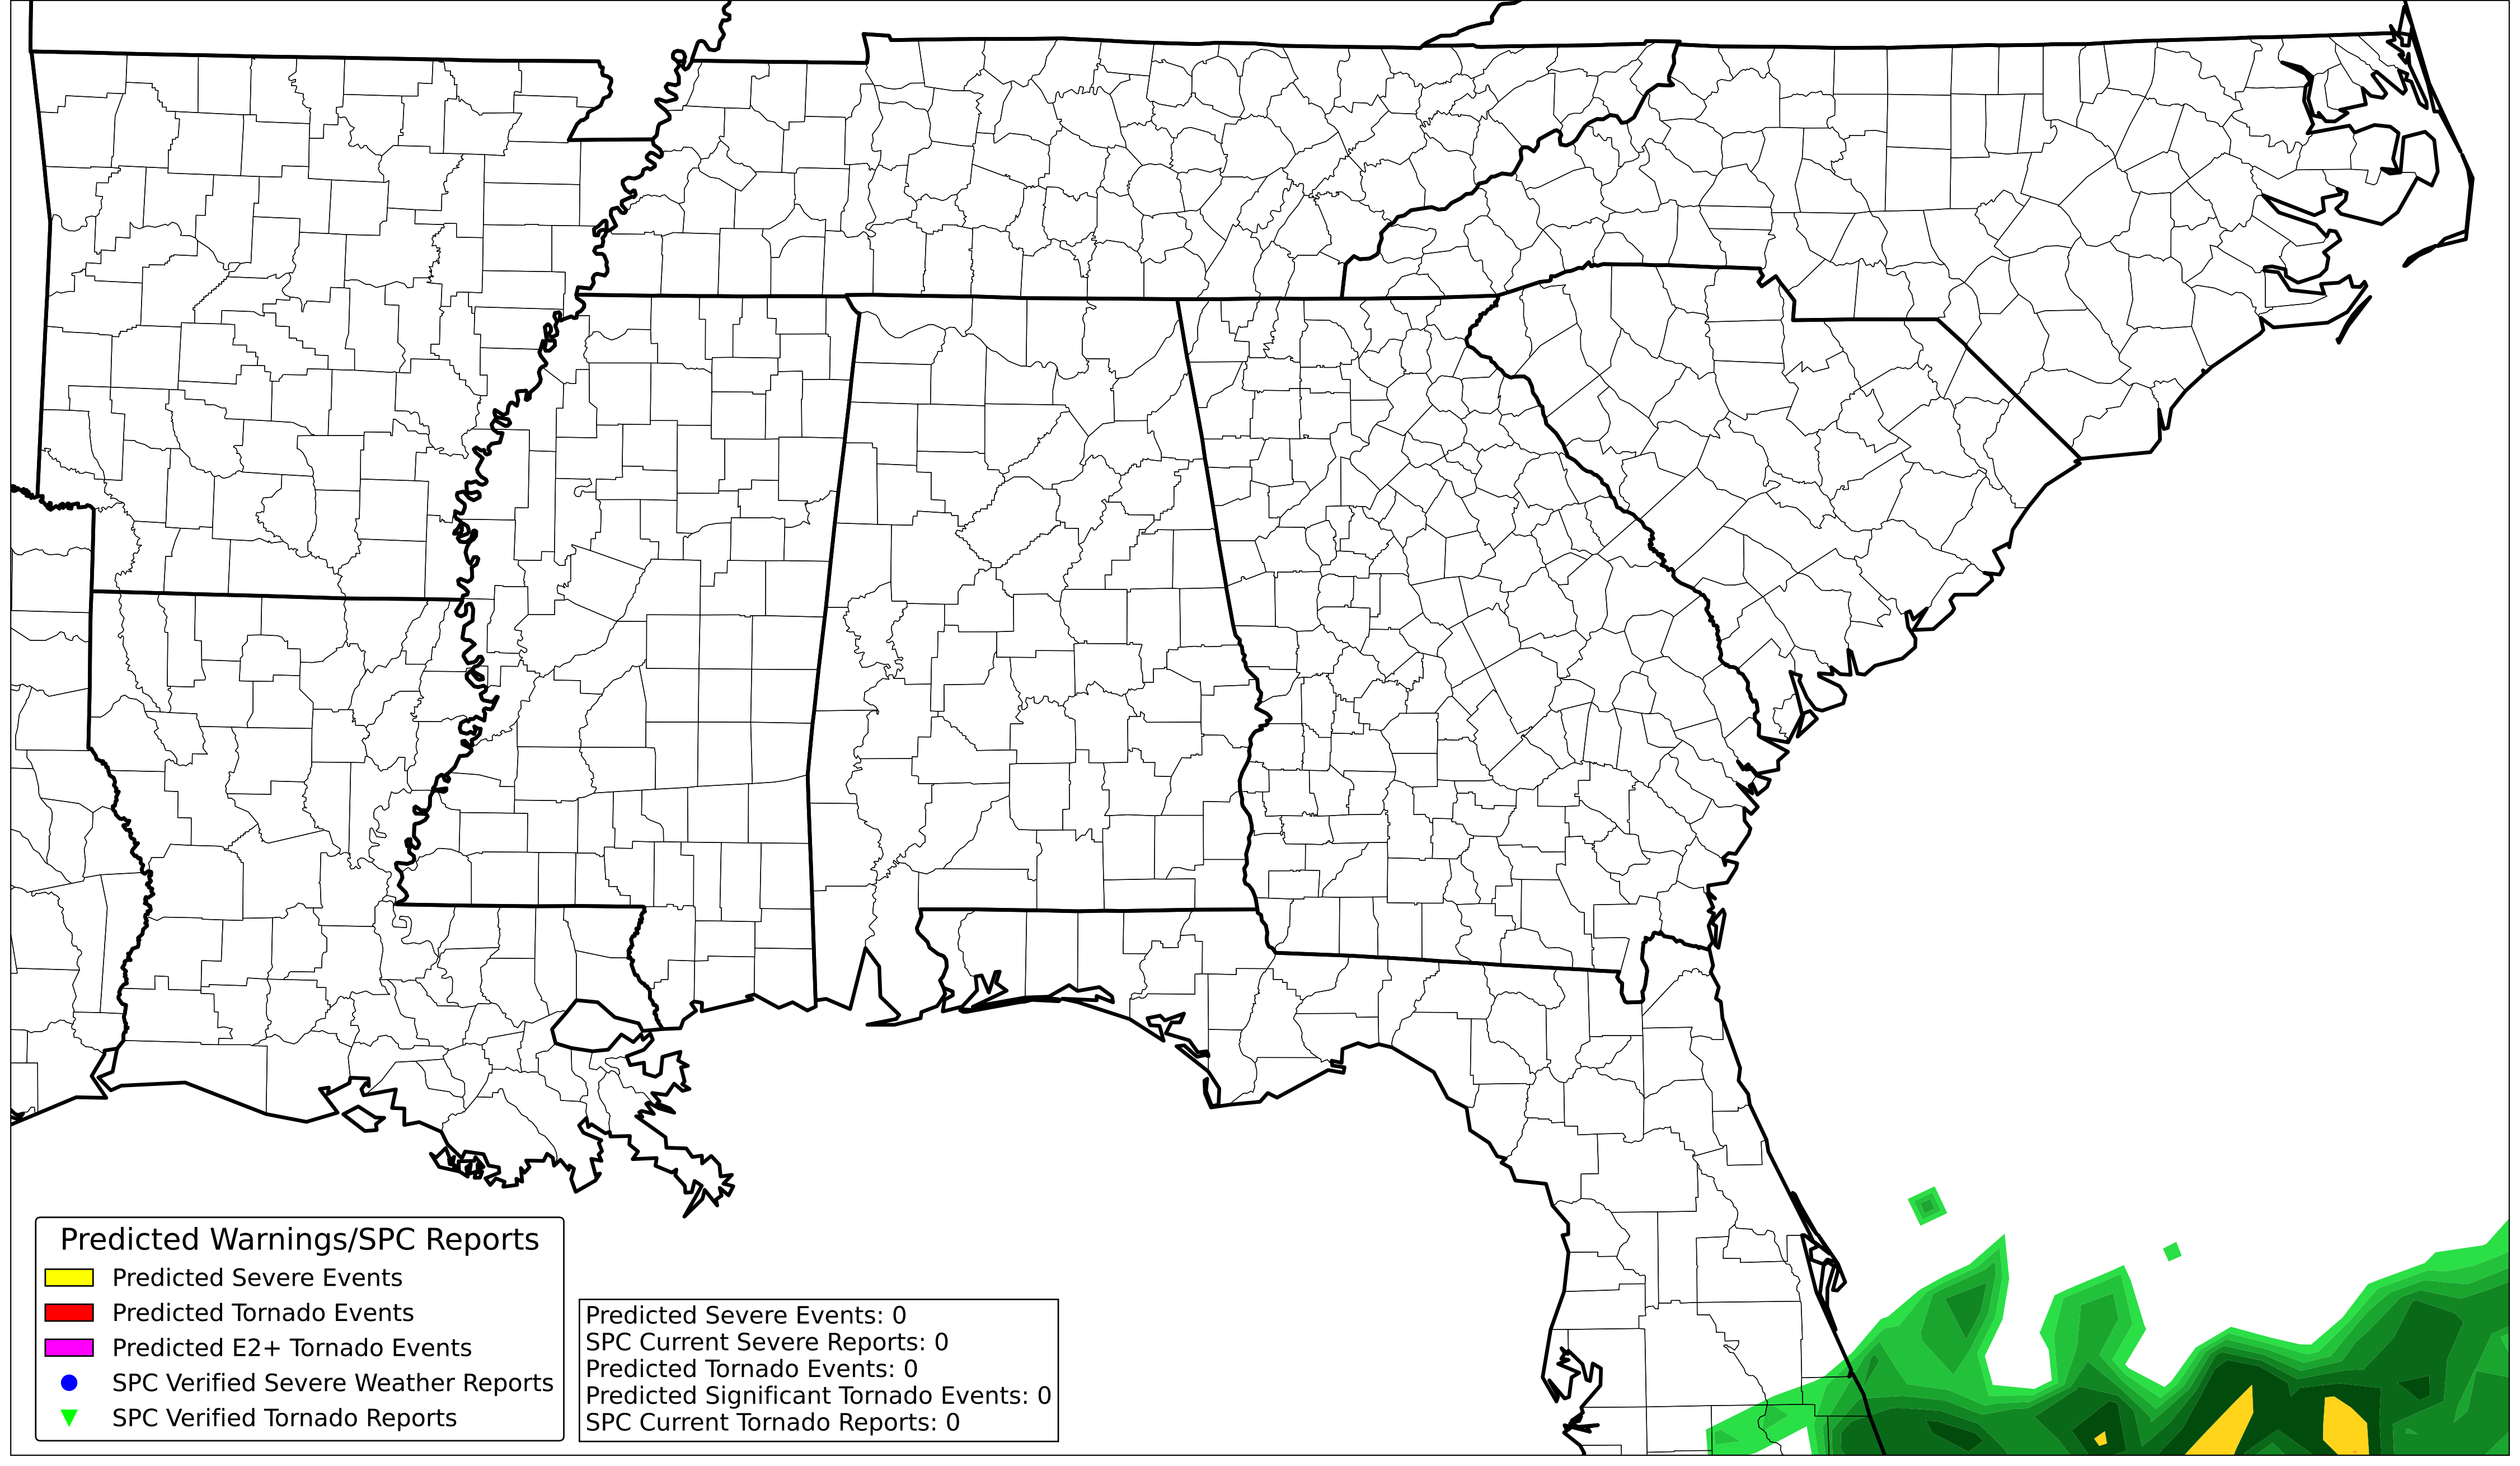 Predicted Warnings/SPC Reports
Predicted Severe Events
Predicted Tornado Events
Predicted E2+ Tornado Events
SPC Verified Severe Weather Reports
SPC Verified Tornado Reports
Predicted Severe Events: 0
SPC Current Severe Reports: 0
Predicted Tornado Events: 0
Predicted Significant Tornado Events: 0
SPC Current Tornado Reports: 0